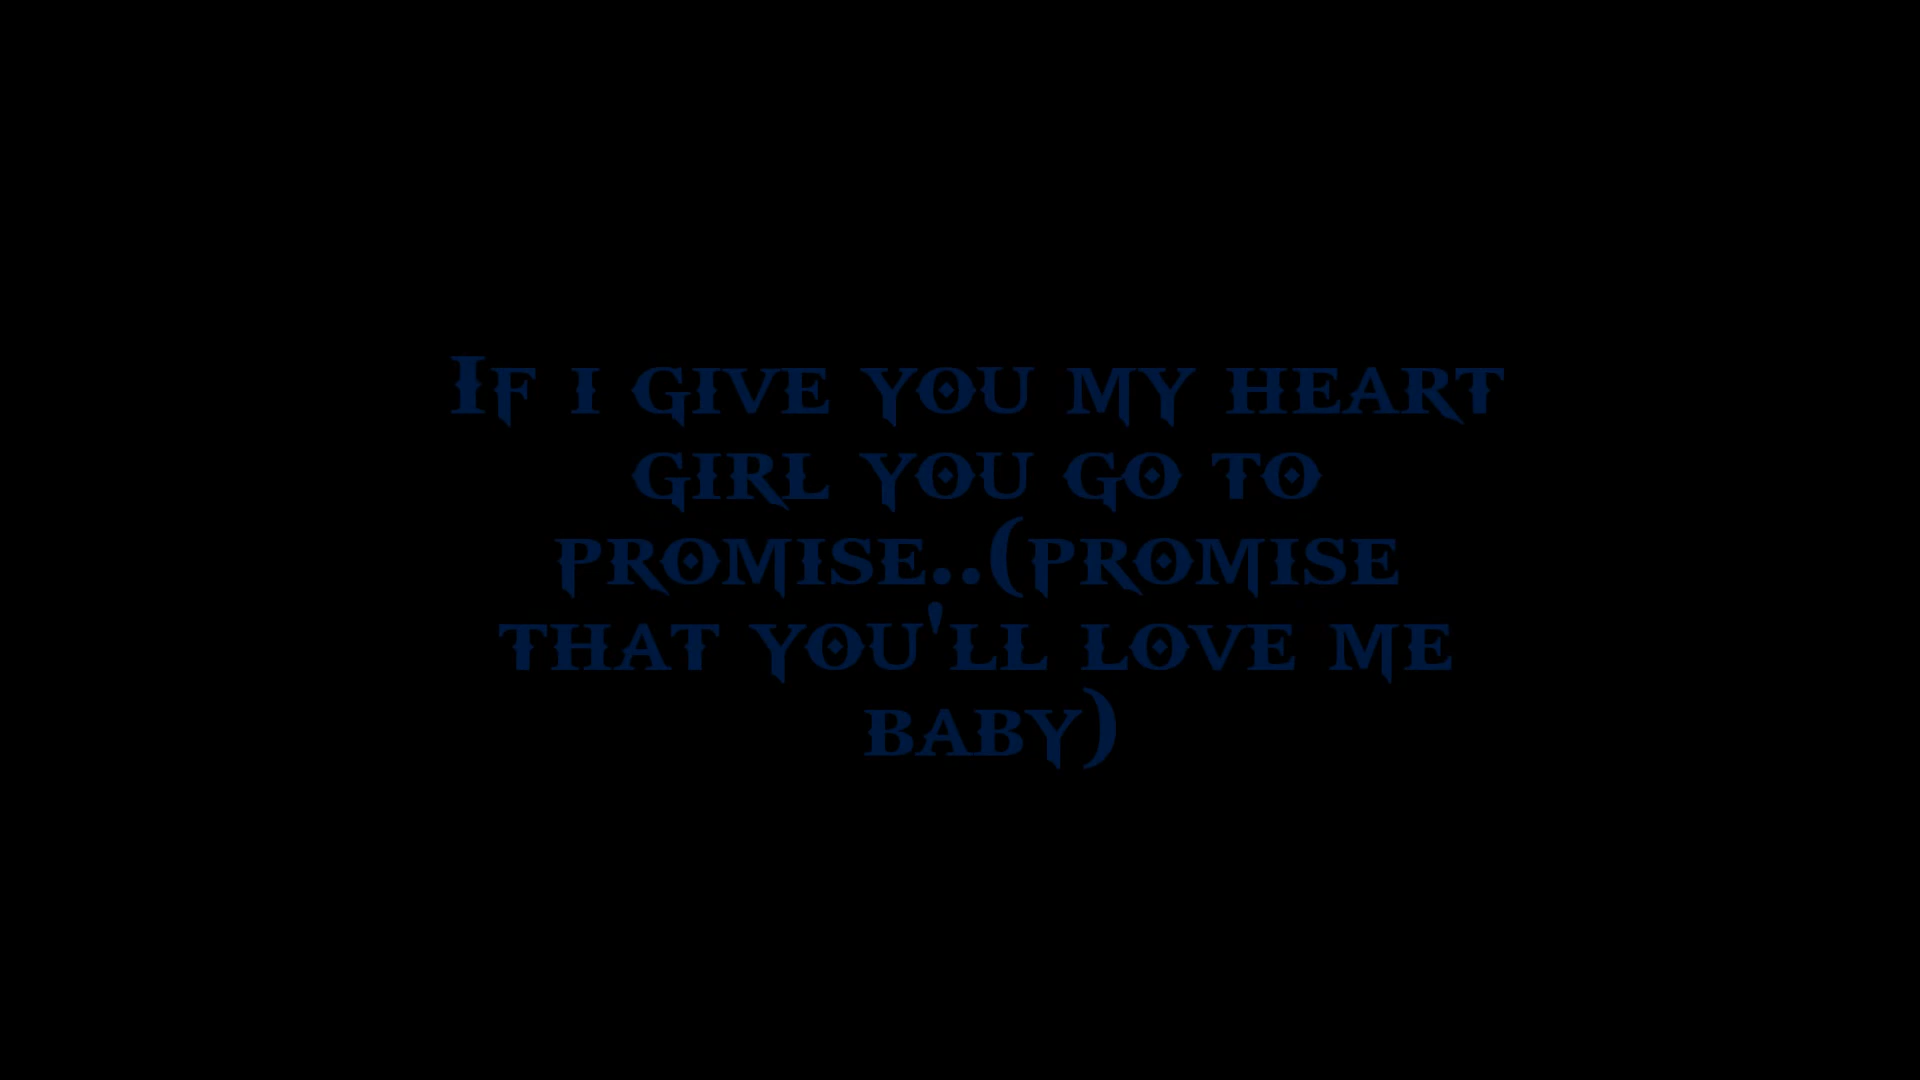 If i give you my heart
girl you go to
promise..(promise
that you'll love me
baby)